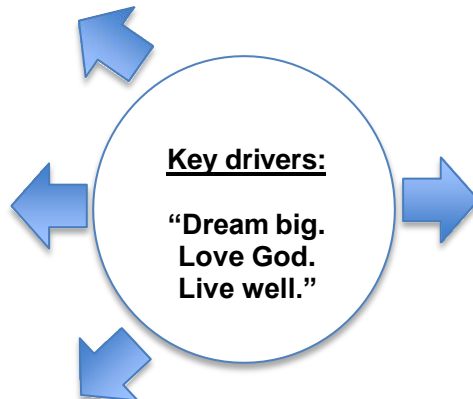 Key drivers:
“Dream big.
Love God.
Live well.”